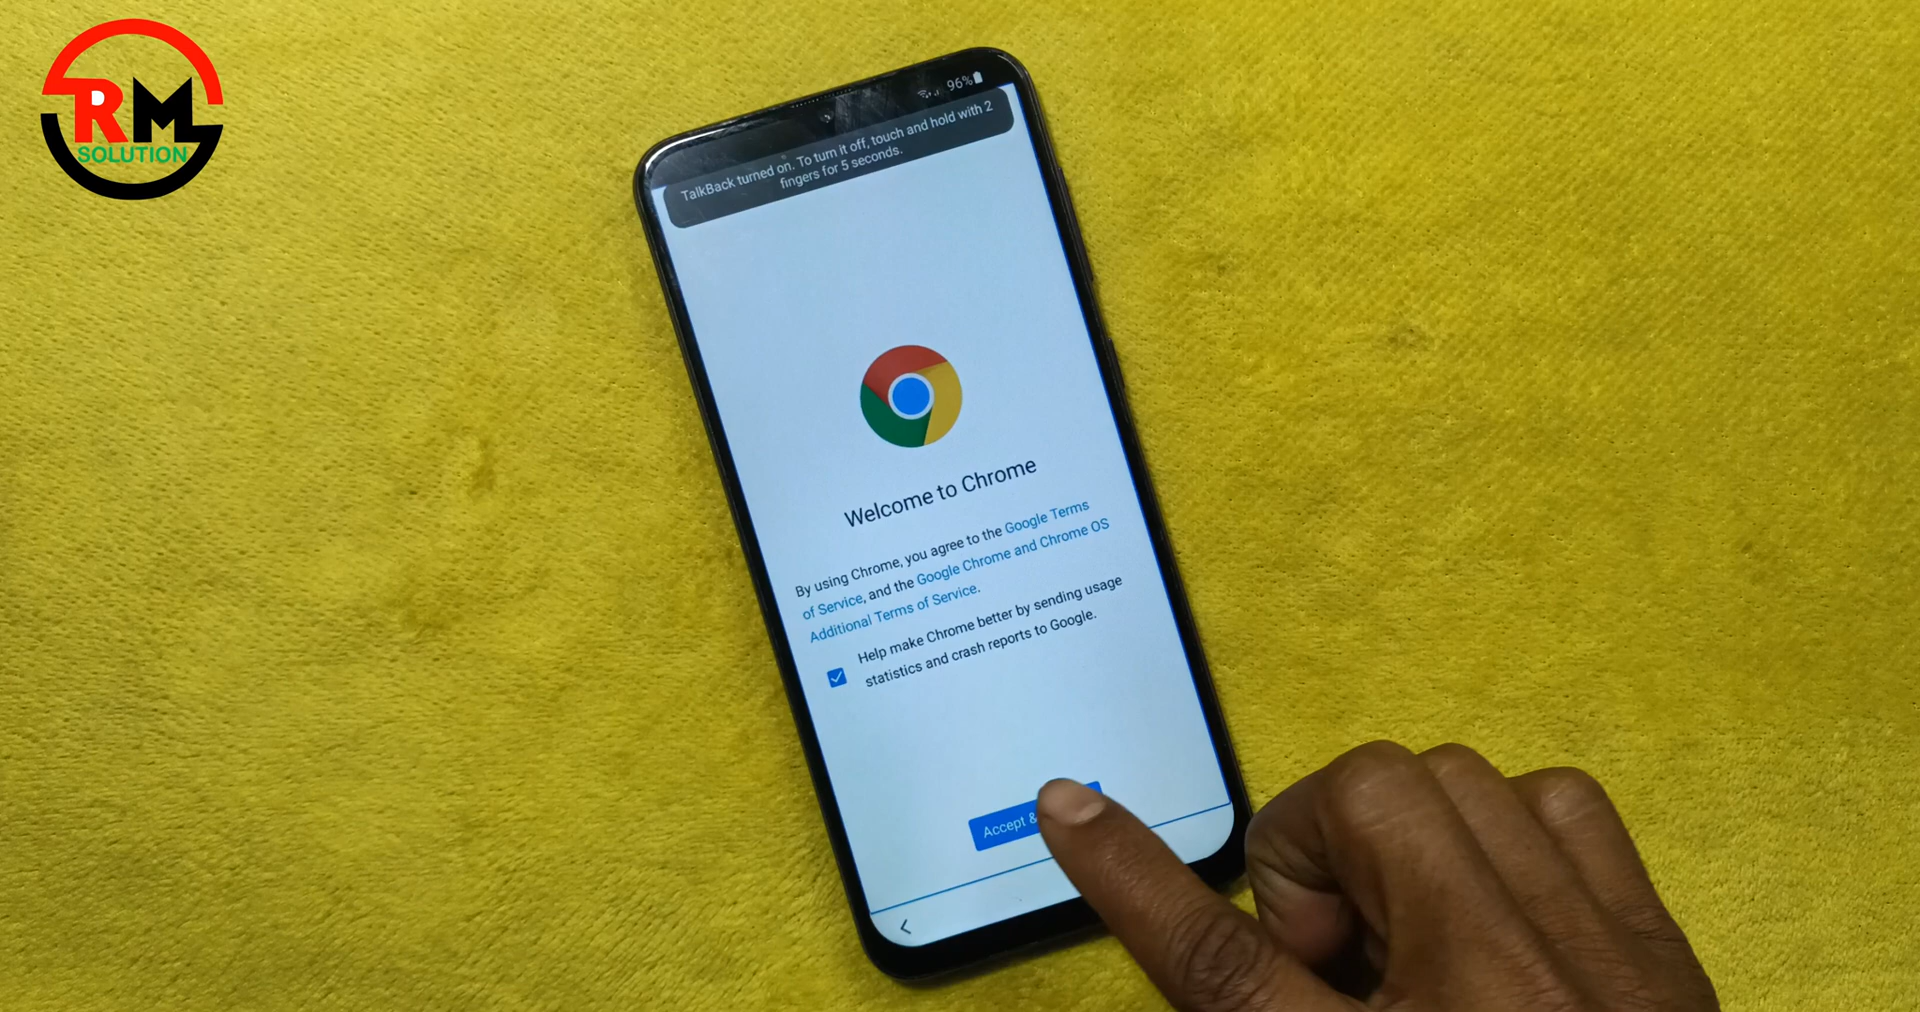 RM
SOLUTION
96%
TalkBack turned on. To turn it off, touch and hold with 2
fingers for 5 seconds.
Welcome to Chrome
By using Chrome, you agree to the Google Terms
of Service, and the Google Chrome and Chrome OS
Additional Terms of Service.
Help make Chrome better by sending usage
statistics and crash reports to Google.
Accept &